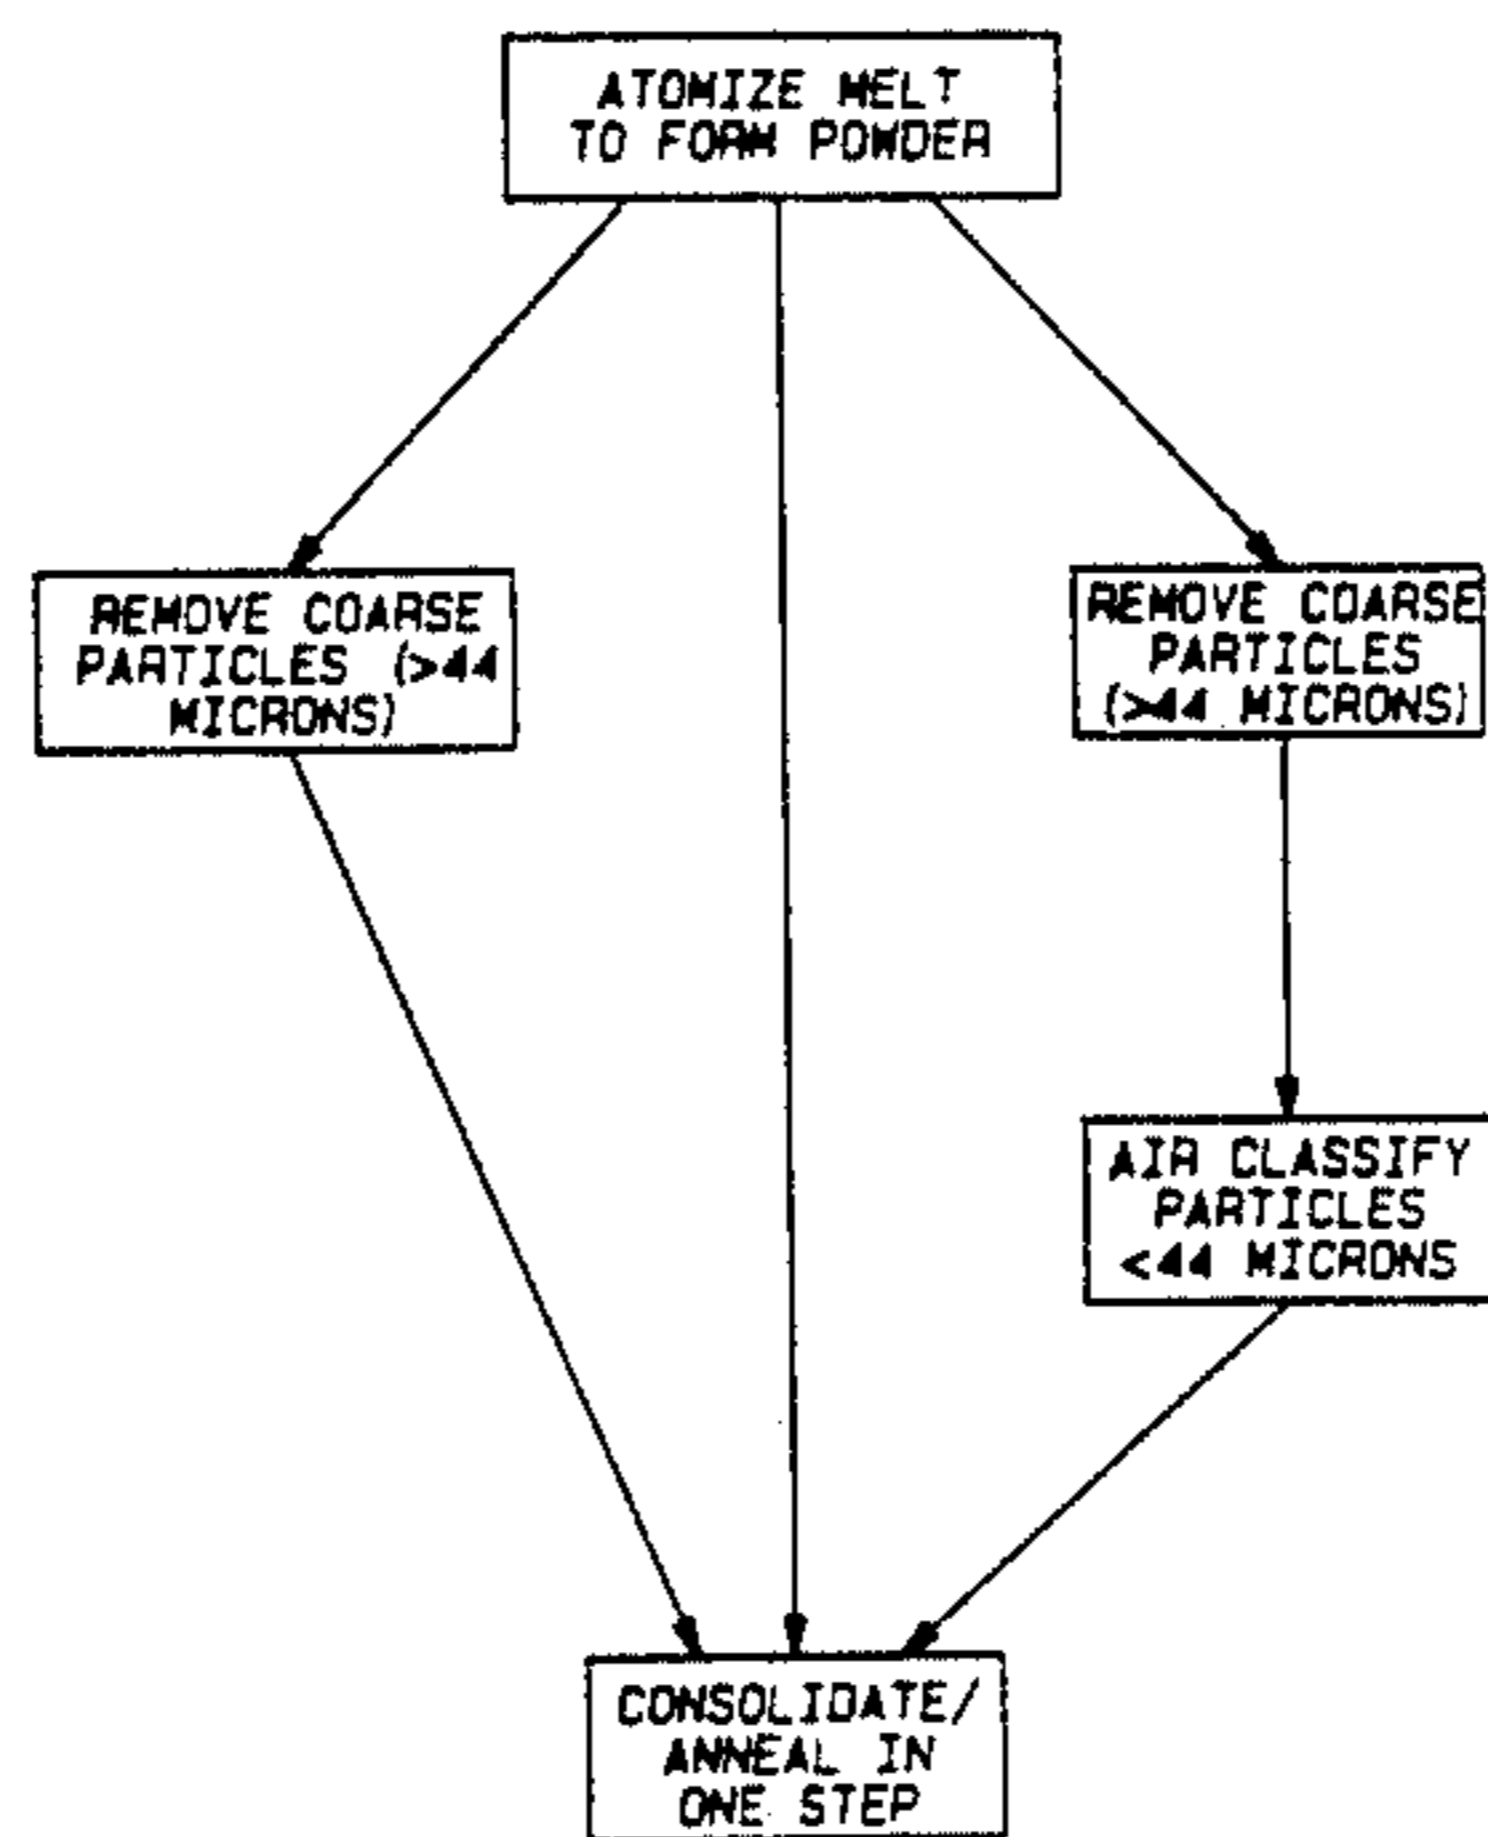 ATOMIZE MELT
TO FORM POWDER
REMOVE COARSE
PARTICLES (>44
MICRONS)
REMOVE COARSE
PARTICLES
(>44 MICRONS)
AIR CLASSIFY
PARTICLES
<44 MICRONS
CONSOLIDATE/
ANNEAL IN
ONE STEP